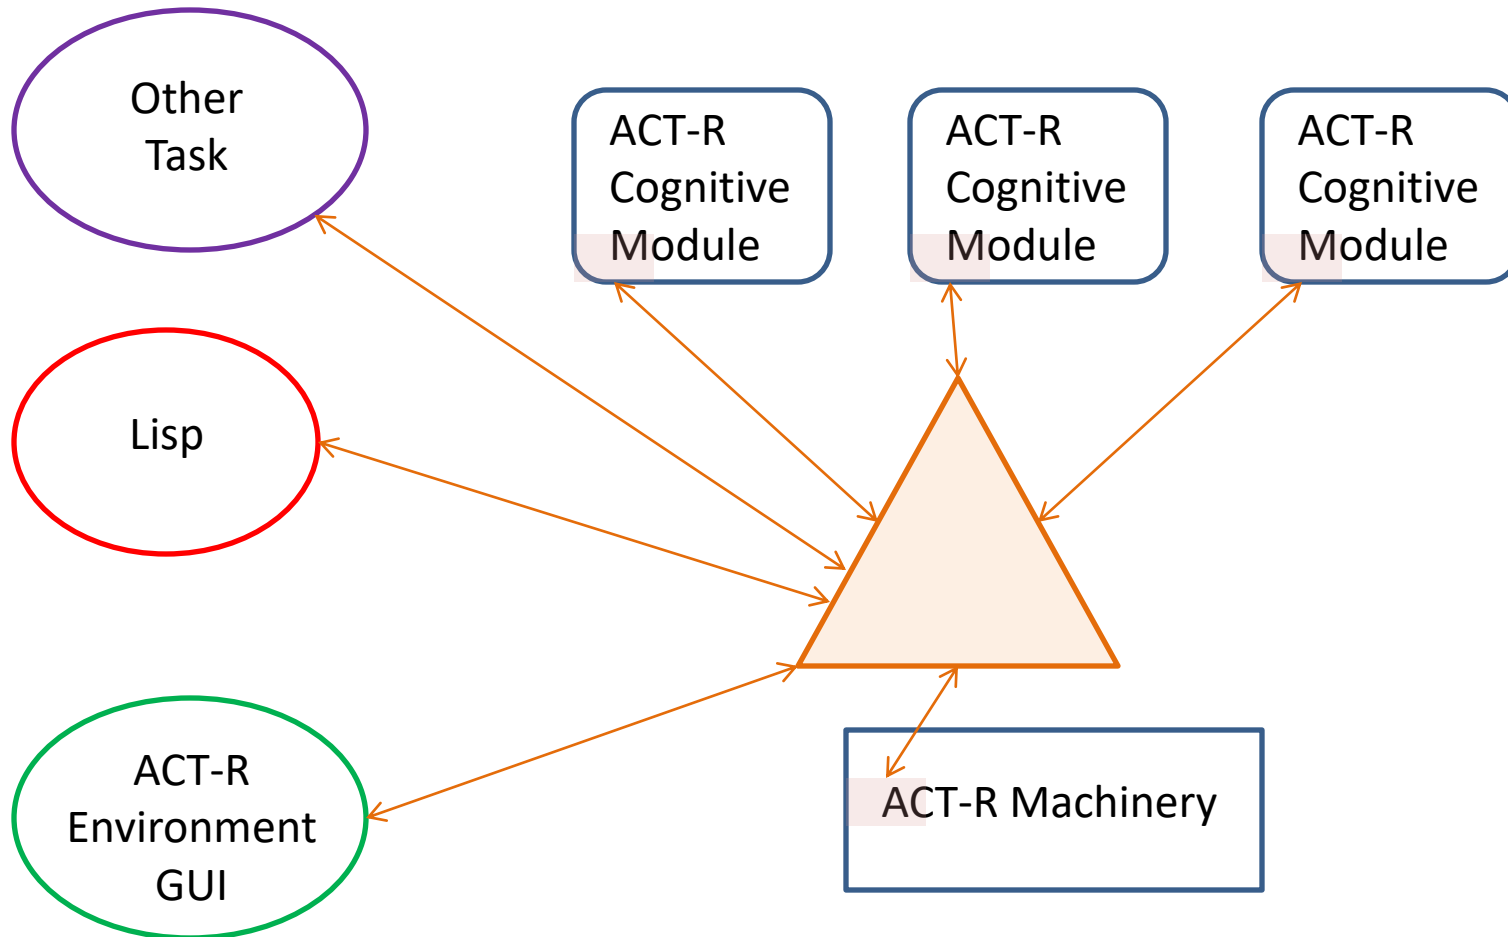 Other
Task
ACT-R
Cognitive
Module
ACT-R
Cognitive
Module
ACT-R
Cognitive
Module
Lisp
ACT-R
Environment
GUI
ACT-R Machinery